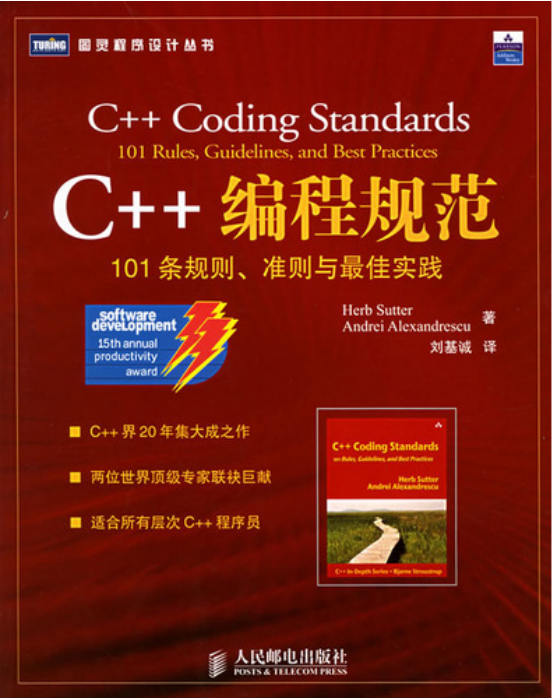 TURING 图灵程序设计丛书
PEARSON
Addison
Wesley
C++ Coding Standards
101 Rules, Guidelines, and Best Practices
C++ 编程规范
101 条规则、准则与最佳实践
Herb Sutter
Andrei Alexandrescu 著
刘基诚 译
software
development
15th annual
productivity
award
C++ 界 20 年集大成之作
两位世界顶级专家联袂巨献
适合所有层次 C++ 程序员
C++ Coding Standards
101 Rules, Guidelines, and Best Practices
Herb Sutter
Andrei Alexandrescu
C++ In-Depth Series • Bjarne Stroustrup
人民邮电出版社
POSTS & TELECOM PRESS